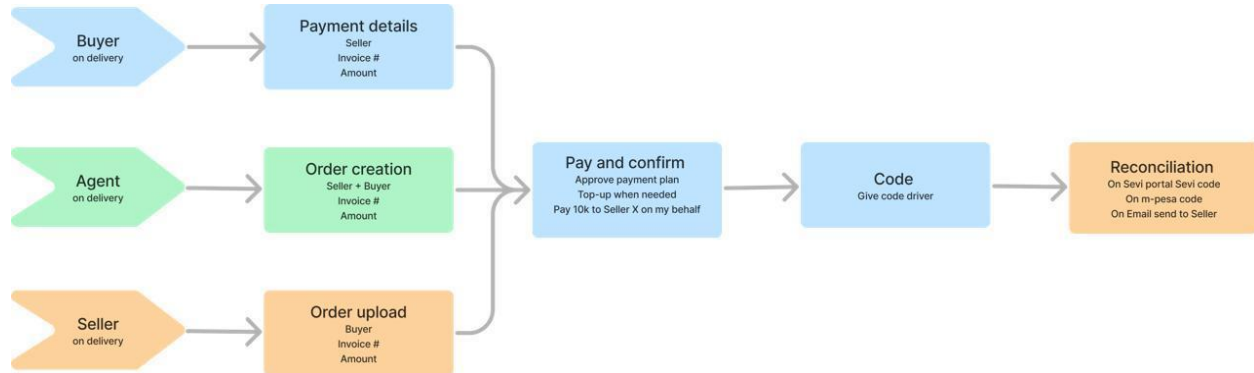 Buyer
on delivery
Payment details
Seller
Invoice #
Amount
Agent
on delivery
Order creation
Seller + Buyer
Invoice #
Amount
Seller
on delivery
Order upload
Buyer
Invoice #
Amount
Pay and confirm
Approve payment plan
Top-up when needed
Pay 10k to Seller X on my behalf
Code
Give code driver
Reconciliation
On Sevi portal Sevi code
On m-pesa code
On Email send to Seller